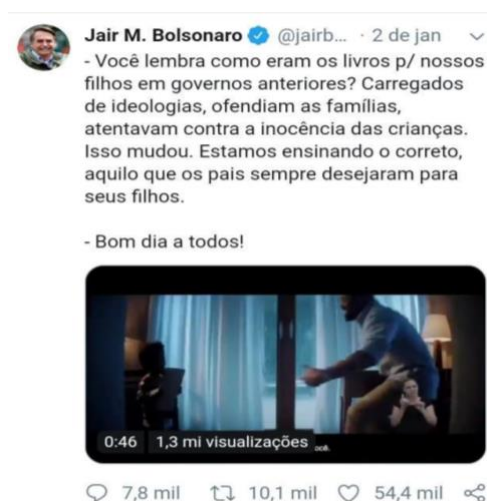 Jair M. Bolsonaro @jairb... · 2 de jan
- Você lembra como eram os livros p/ nossos
filhos em governos anteriores? Carregados
de ideologias, ofendiam as famílias,
atentavam contra a inocência das crianças.
Isso mudou. Estamos ensinando o correto,
aquilo que os pais sempre desejaram para
seus filhos.
- Bom dia a todos!
0:46 1,3 mi visualizações
7,8 mil 10,1 mil 54,4 mil